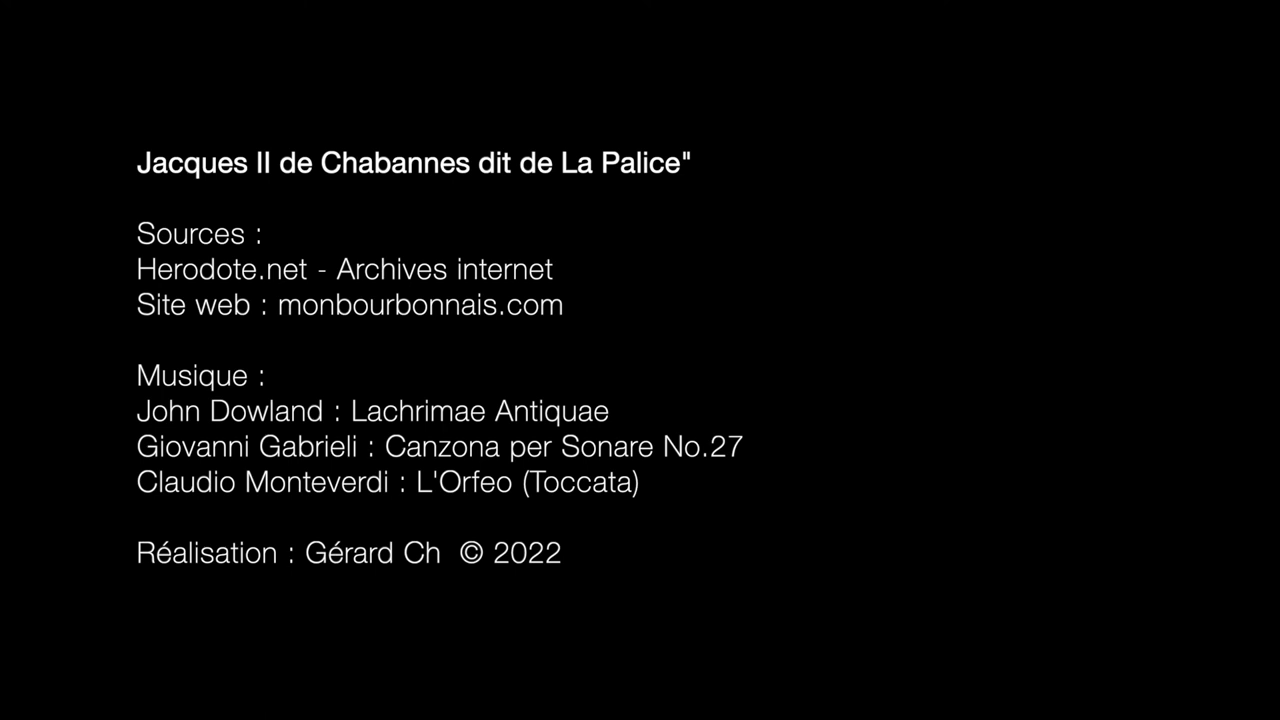 Jacques II de Chabannes dit de La Palice"
Sources :
Herodote.net - Archives internet
Site web : monbourbonnais.com
Musique :
John Dowland : Lachrimae Antiquae
Giovanni Gabrieli : Canzona per Sonare No.27
Claudio Monteverdi : L'Orfeo (Toccata)
Réalisation : Gérard Ch © 2022